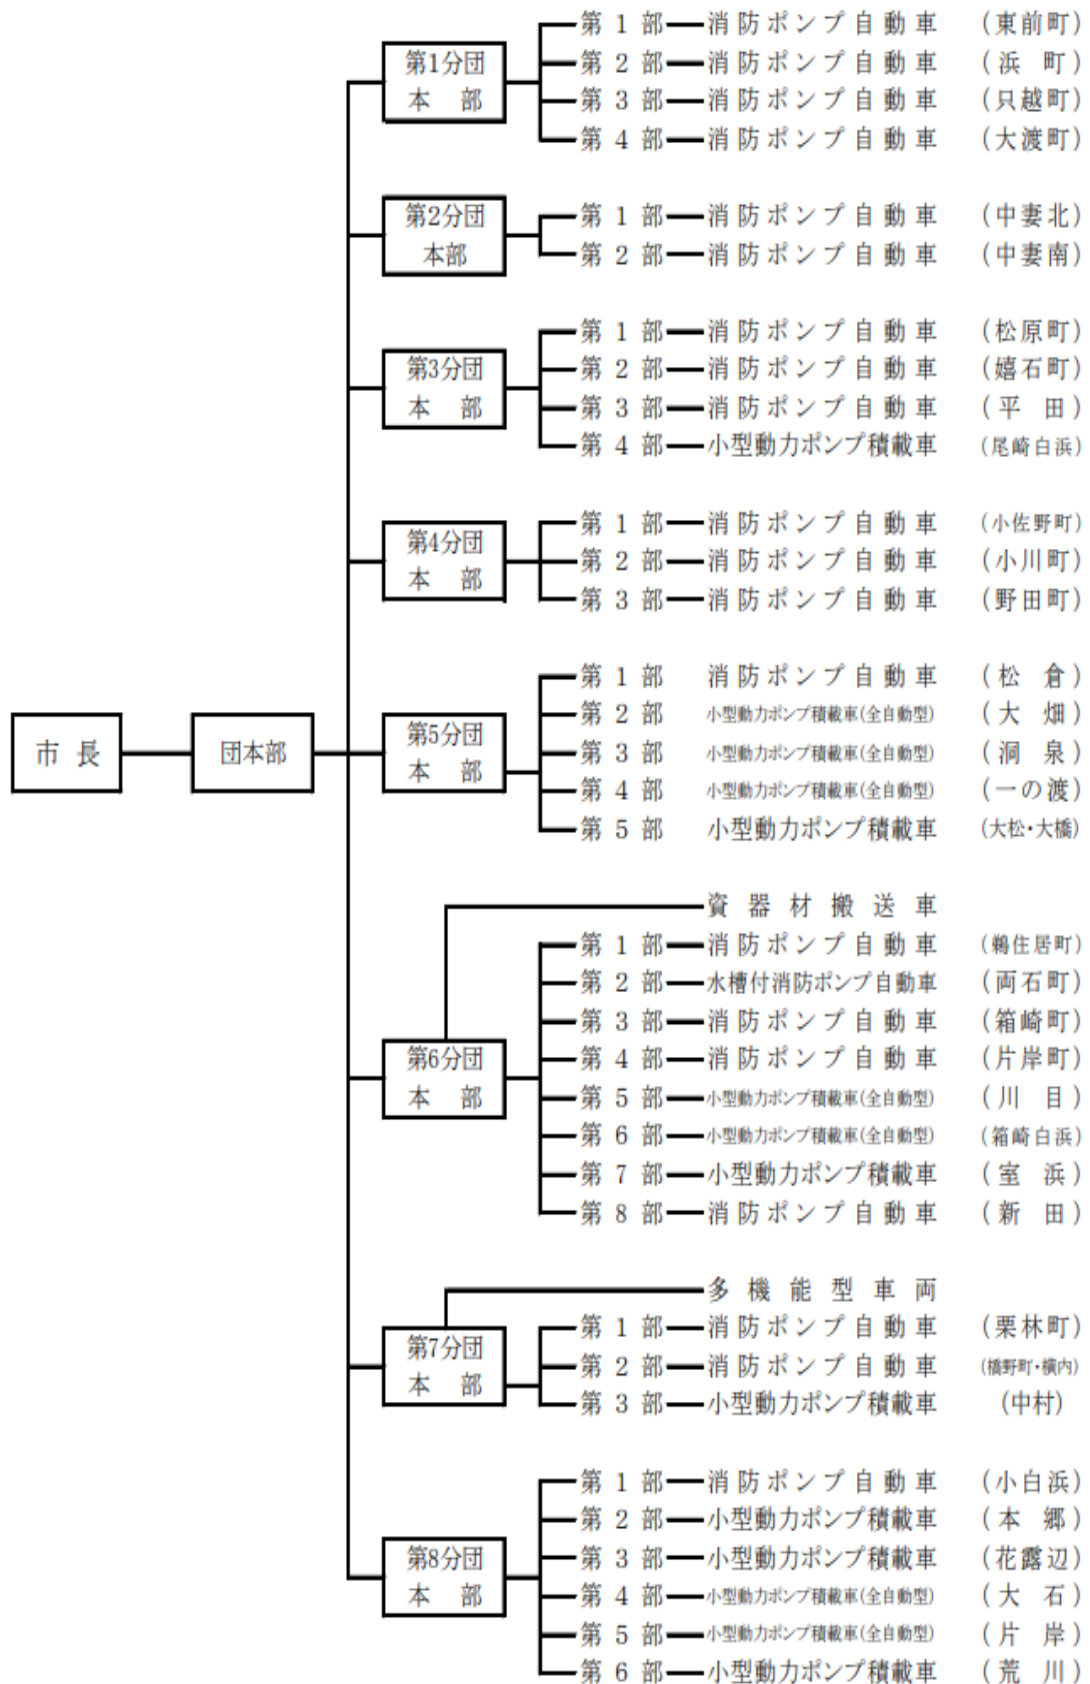 第 1 部 消防ポンプ自動車 (東前町)
第1分団 本 部
第 2 部 消防ポンプ自動車 (浜 町)
第 3 部 消防ポンプ自動車 (只越町)
第 4 部 消防ポンプ自動車 (大渡町)
第2分団 本部
第 1 部 消防ポンプ自動車 (中妻北)
第 2 部 消防ポンプ自動車 (中妻南)
第3分団 本 部
第 1 部 消防ポンプ自動車 (松原町)
第 2 部 消防ポンプ自動車 (嬉石町)
第 3 部 消防ポンプ自動車 (平 田)
第 4 部 小型動力ポンプ積載車 (尾崎白浜)
第4分団 本 部
第 1 部 消防ポンプ自動車 (小佐野町)
第 2 部 消防ポンプ自動車 (小川町)
第 3 部 消防ポンプ自動車 (野田町)
市 長
団本部
第5分団 本 部
第 1 部 消防ポンプ自動車 (松 倉)
第 2 部 小型動力ポンプ積載車(全自動型) (大 畑)
第 3 部 小型動力ポンプ積載車(全自動型) (洞 泉)
第 4 部 小型動力ポンプ積載車(全自動型) (一の渡)
第 5 部 小型動力ポンプ積載車 (大松・大橋)
第6分団 本 部
資 器 材 搬 送 車
第 1 部 消防ポンプ自動車 (鵜住居町)
第 2 部 水槽付消防ポンプ自動車 (両石町)
第 3 部 消防ポンプ自動車 (箱崎町)
第 4 部 消防ポンプ自動車 (片岸町)
第 5 部 小型動力ポンプ積載車(全自動型) (川 目)
第 6 部 小型動力ポンプ積載車(全自動型) (箱崎白浜)
第 7 部 小型動力ポンプ積載車 (室 浜)
第 8 部 消防ポンプ自動車 (新 田)
第7分団 本 部
多 機 能 型 車 両
第 1 部 消防ポンプ自動車 (栗林町)
第 2 部 消防ポンプ自動車 (橋野町・横内)
第 3 部 小型動力ポンプ積載車 (中村)
第8分団 本 部
第 1 部 消防ポンプ自動車 (小白浜)
第 2 部 小型動力ポンプ積載車 (本 郷)
第 3 部 小型動力ポンプ積載車 (花露辺)
第 4 部 小型動力ポンプ積載車(全自動型) (大 石)
第 5 部 小型動力ポンプ積載車(全自動型) (片 岸)
第 6 部 小型動力ポンプ積載車 (荒 川)